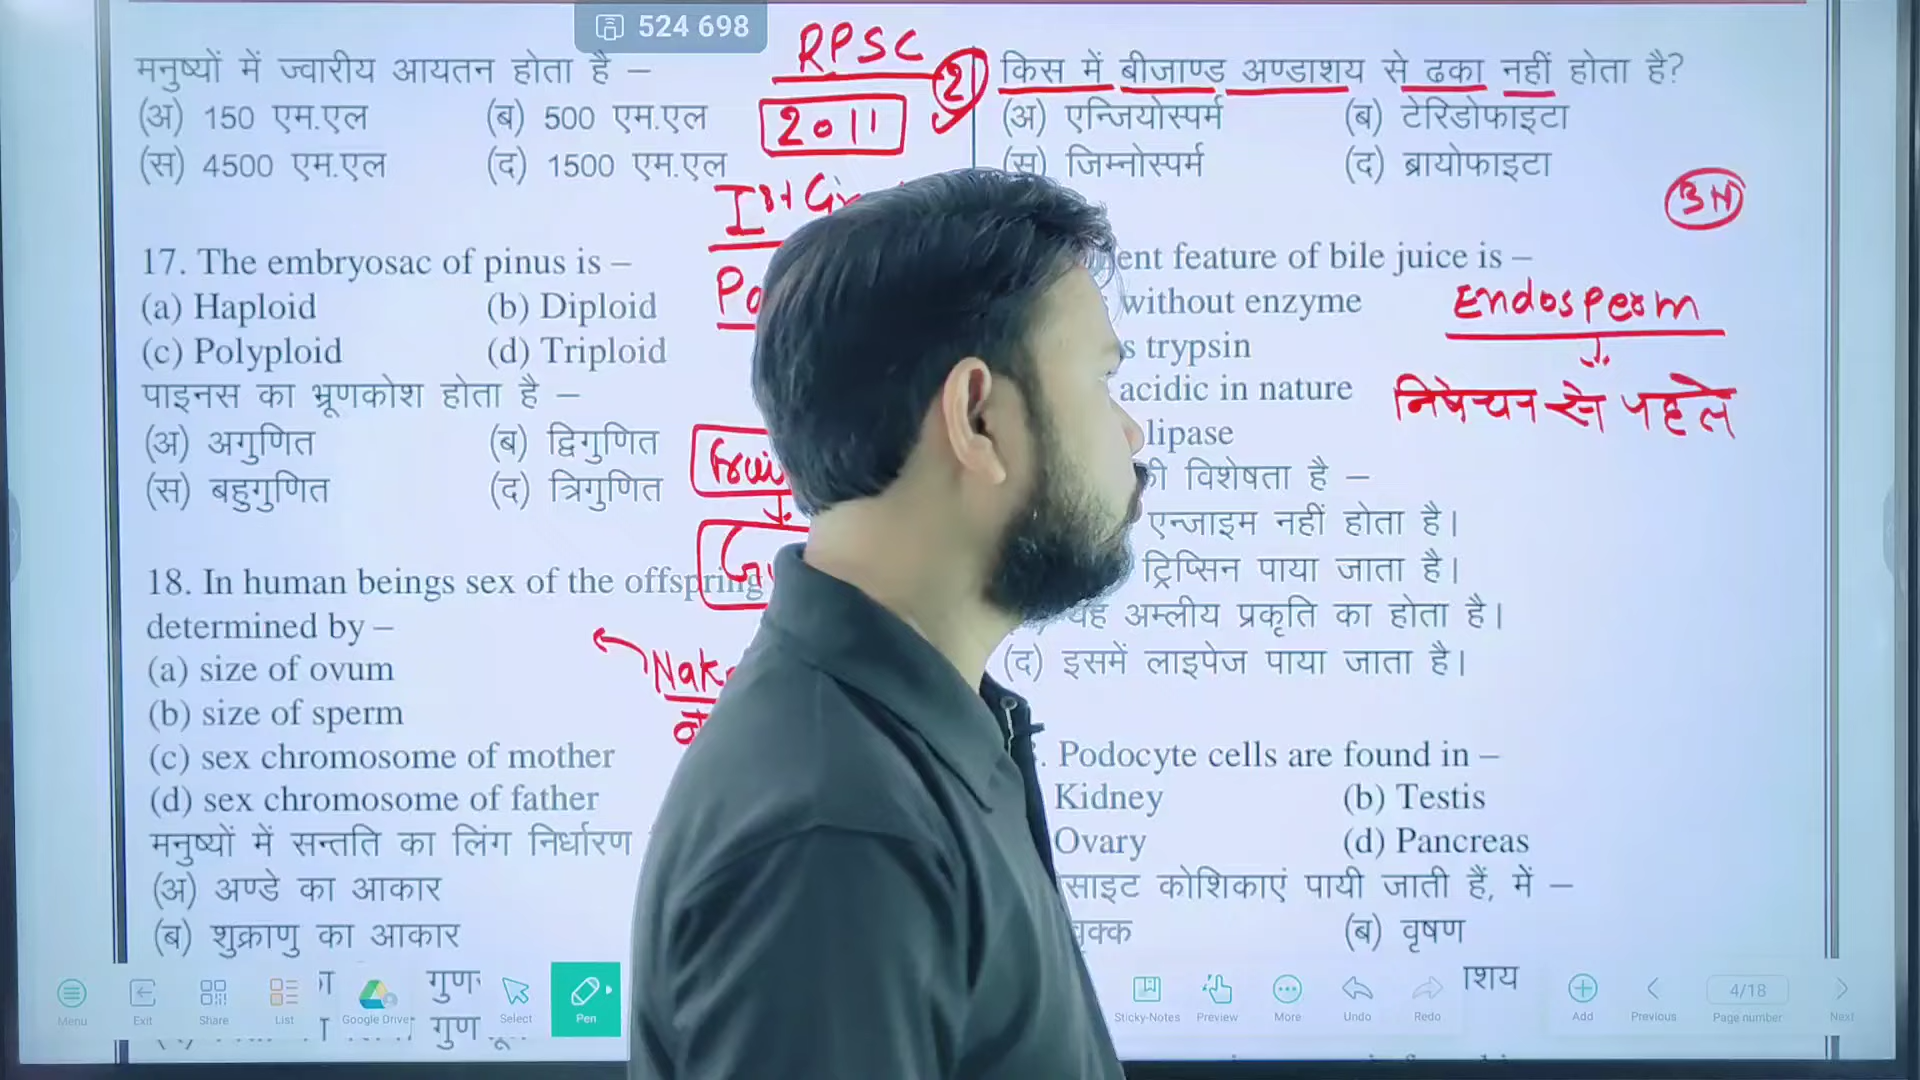 524 698
मनुष्यों में ज्वारीय आयतन होता है –
(अ) 150 एम.एल (ब) 500 एम.एल
(स) 4500 एम.एल (द) 1500 एम.एल
RPSC
2011
Ist
17. The embryosac of pinus is –
(a) Haploid (b) Diploid
(c) Polyploid (d) Triploid
पाइनस का भ्रूणकोश होता है –
(अ) अगुणित (ब) द्विगुणित
(स) बहुगुणित (द) त्रिगुणित
18. In human beings sex of the offspring
determined by –
(a) size of ovum
(b) size of sperm
(c) sex chromosome of mother
(d) sex chromosome of father
मनुष्यों में सन्तति का लिंग निर्धारण
(अ) अण्डे का आकार
(ब) शुक्राणु का आकार
21 किस में बीजाण्ड अण्डाशय से ढका नहीं होता है?
(अ) एन्जियोस्पर्म (ब) टेरिडोफाइटा
(स) जिम्नोस्पर्म (द) ब्रायोफाइटा
3N
feature of bile juice is –
without enzyme
trypsin
acidic in nature
lipase
Endosperm
निषेचन से पहले
विशेषता है –
एन्जाइम नहीं होता है।
ट्रिप्सिन पाया जाता है।
यह अम्लीय प्रकृति का होता है।
(द) इसमें लाइपेज पाया जाता है।
Podocyte cells are found in –
Kidney (b) Testis
Ovary (d) Pancreas
कोशिकाएं पायी जाती हैं, में –
वृक्क (ब) वृषण
Menu Exit Share List Google Drive Select Pen Sticky-Notes Preview More Undo Redo Add Previous 4/18 Page number Next